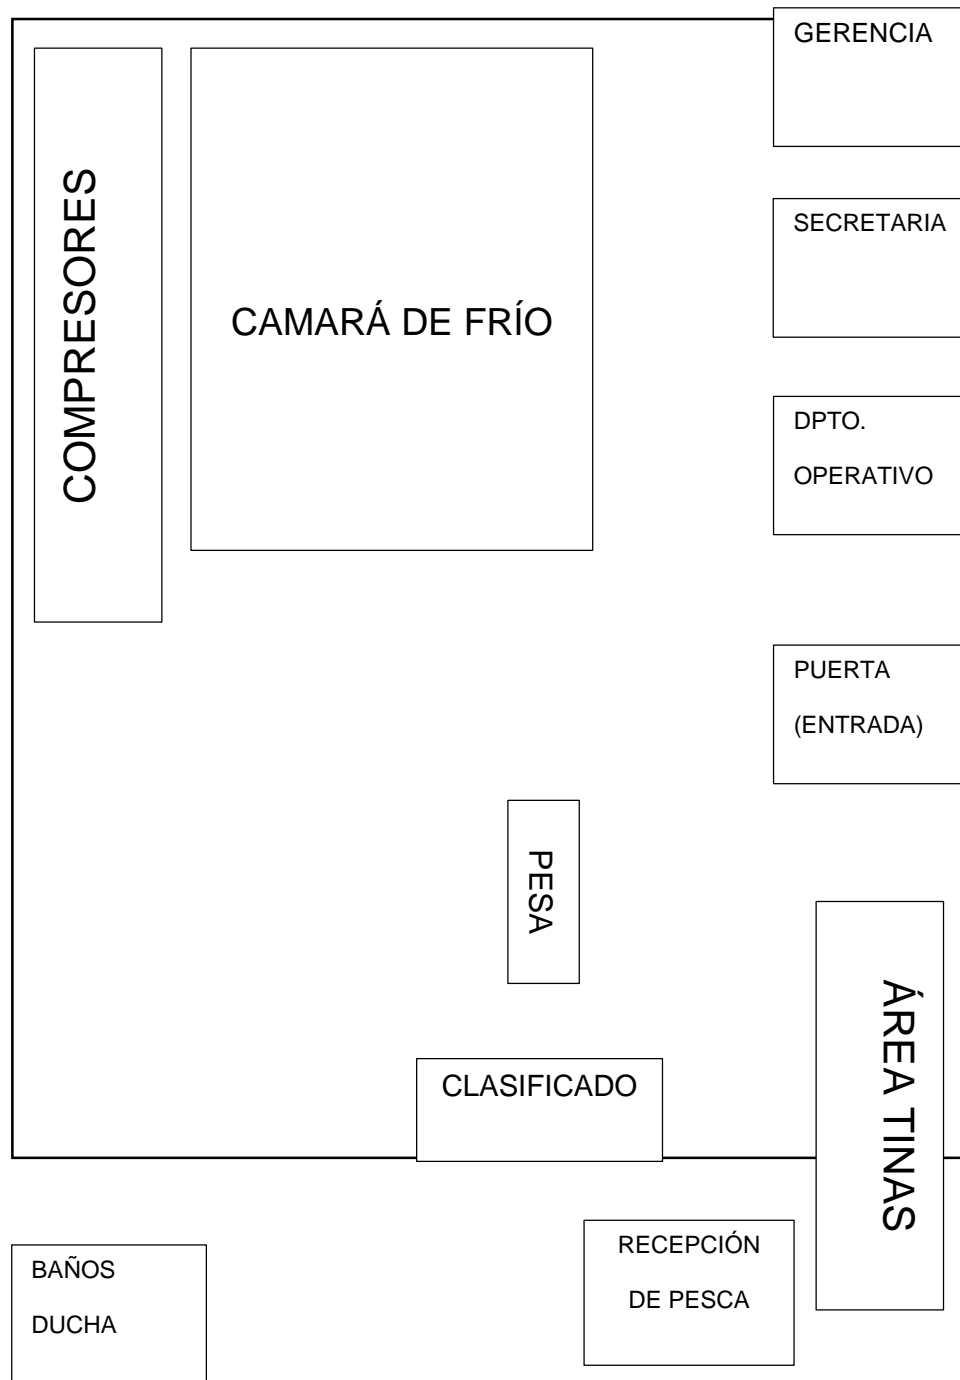 GERENCIA
COMPRESORES
SECRETARIA
CAMARÁ DE FRÍO
DPTO.
OPERATIVO
PUERTA
(ENTRADA)
PESA
ÁREA TINAS
CLASIFICADO
RECEPCIÓN
DE PESCA
BAÑOS
DUCHA